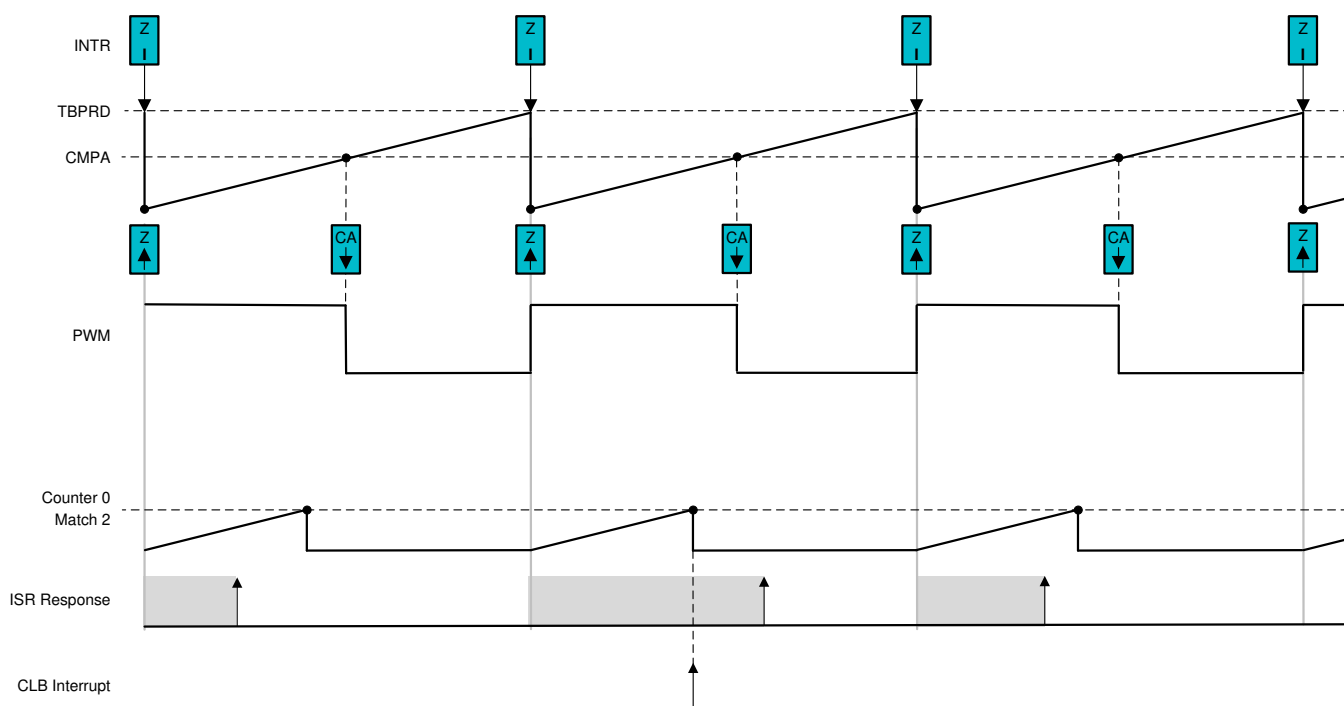 INTR
Z
I
Z
I
Z
I
Z
I
TBPRD
CMPA
Z
CA
Z
CA
Z
CA
Z
PWM
Counter 0
Match 2
ISR Response
CLB Interrupt